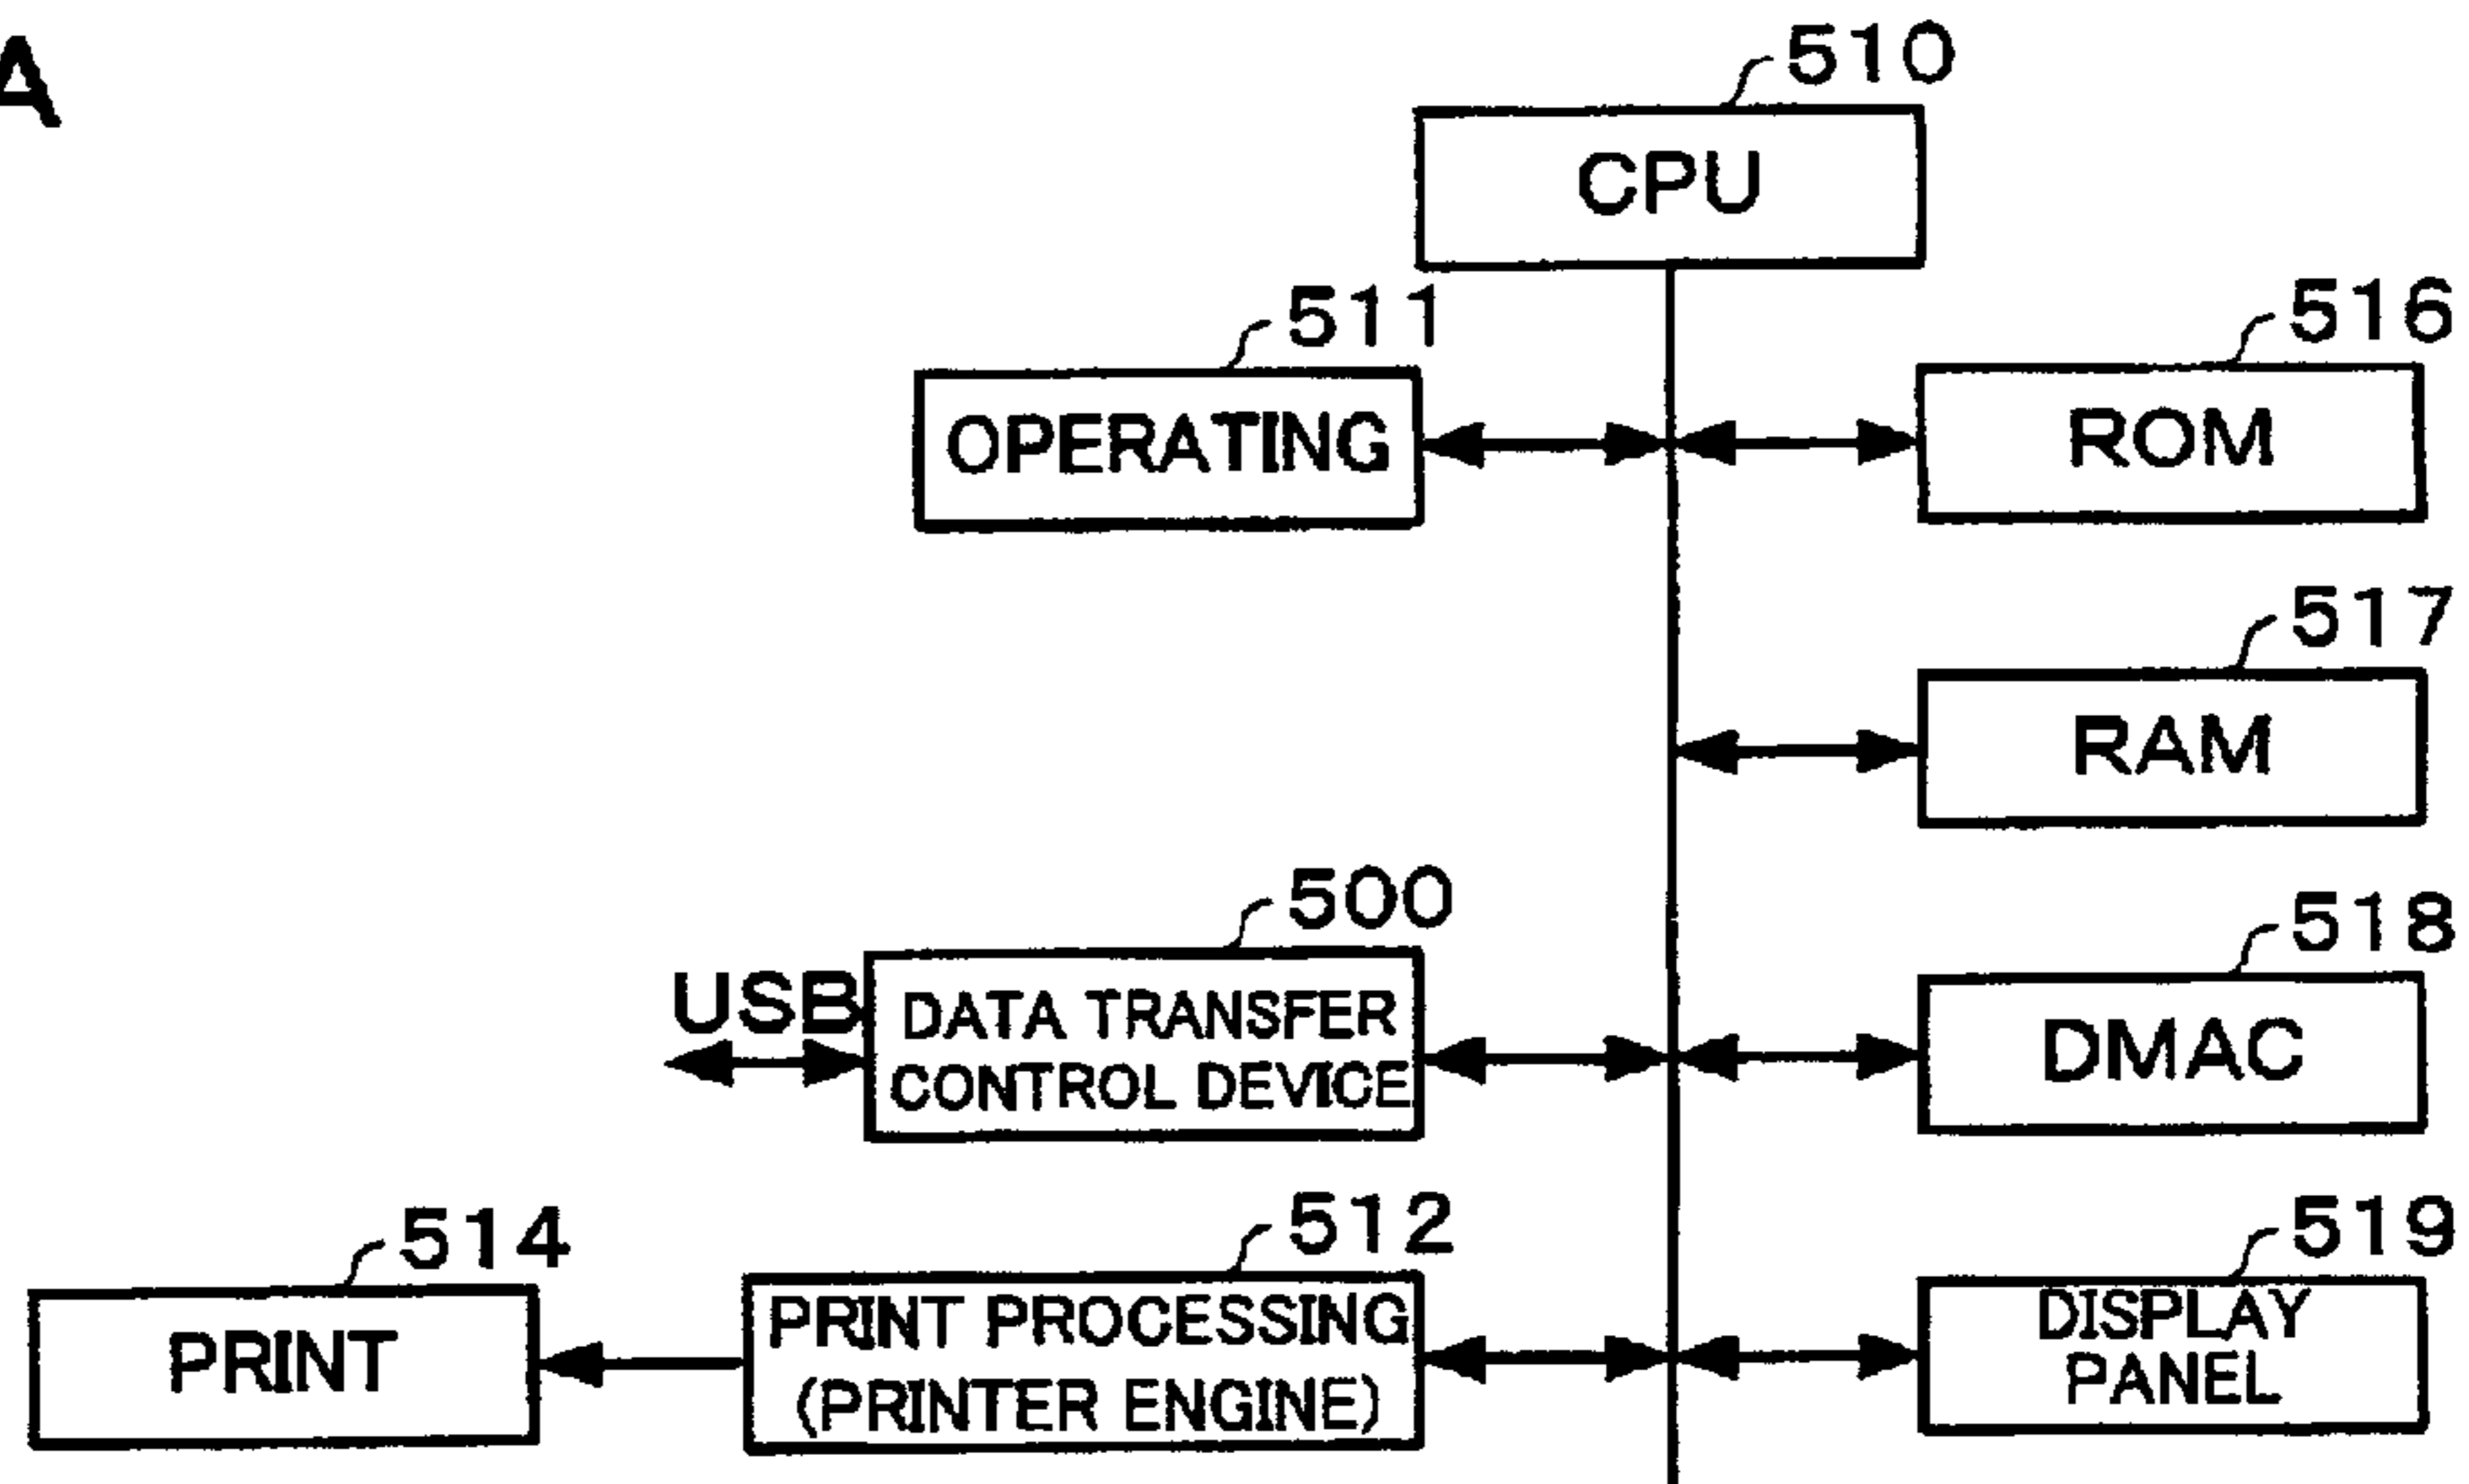 A
510
CPU
511
OPERATING
516
ROM
517
RAM
500
USB
DATA TRANSFER
CONTROL DEVICE
518
DMAC
514
PRINT
512
PRINT PROCESSING
(PRINTER ENGINE)
519
DISPLAY
PANEL